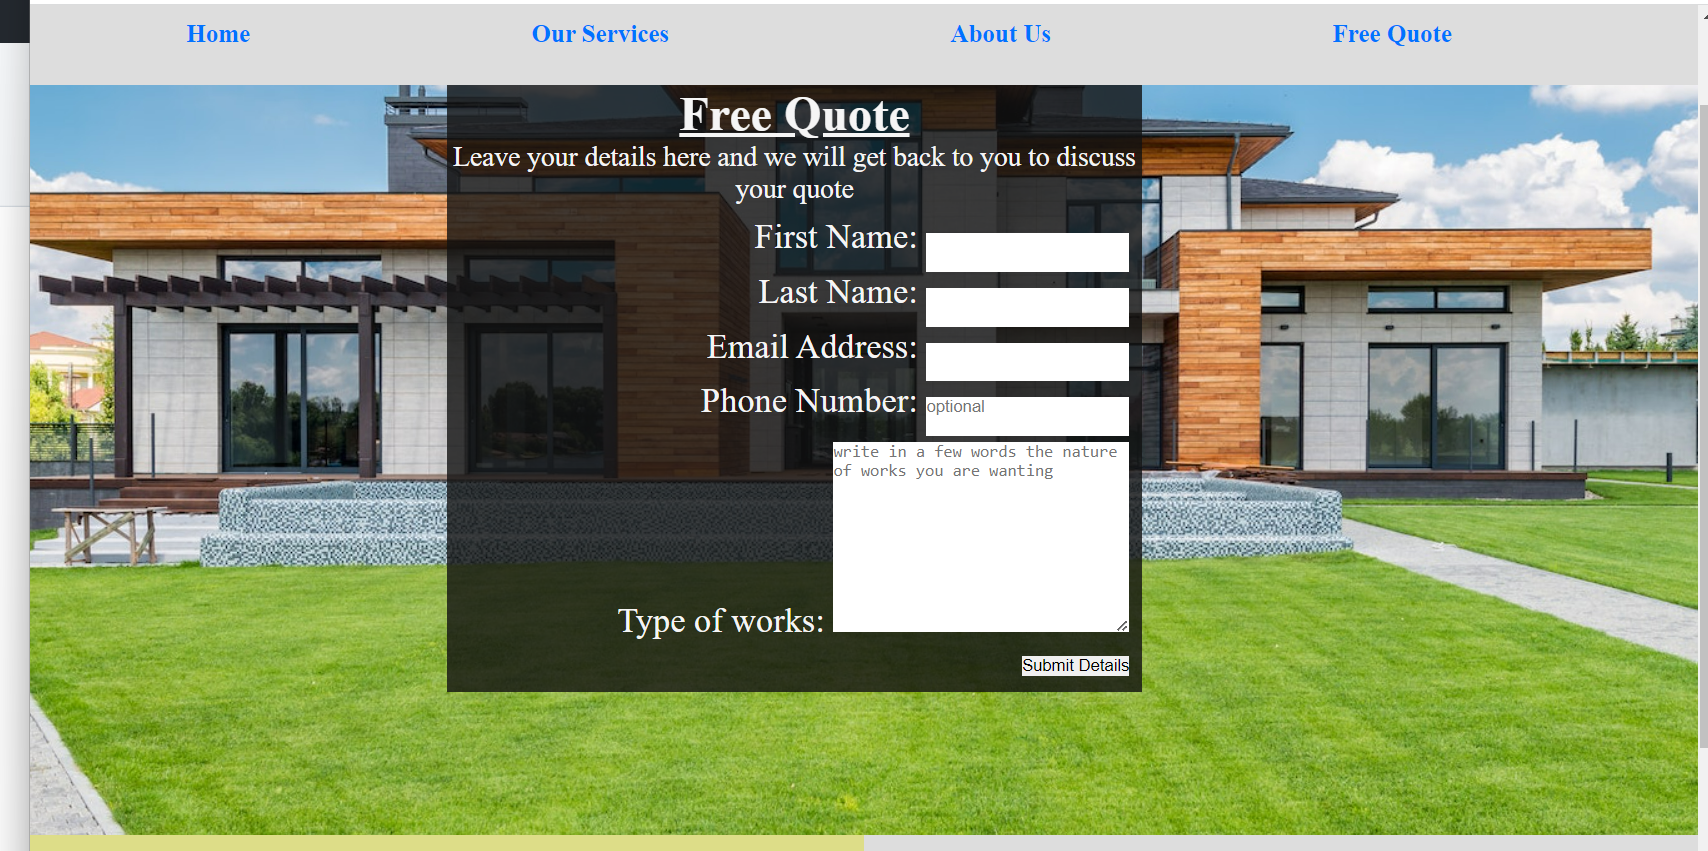 Home Our Services About Us Free Quote
Free Quote
Leave your details here and we will get back to you to discuss
your quote
First Name:
Last Name:
Email Address:
Phone Number: optional
write in a few words the nature
of works you are wanting
Type of works:
Submit Details